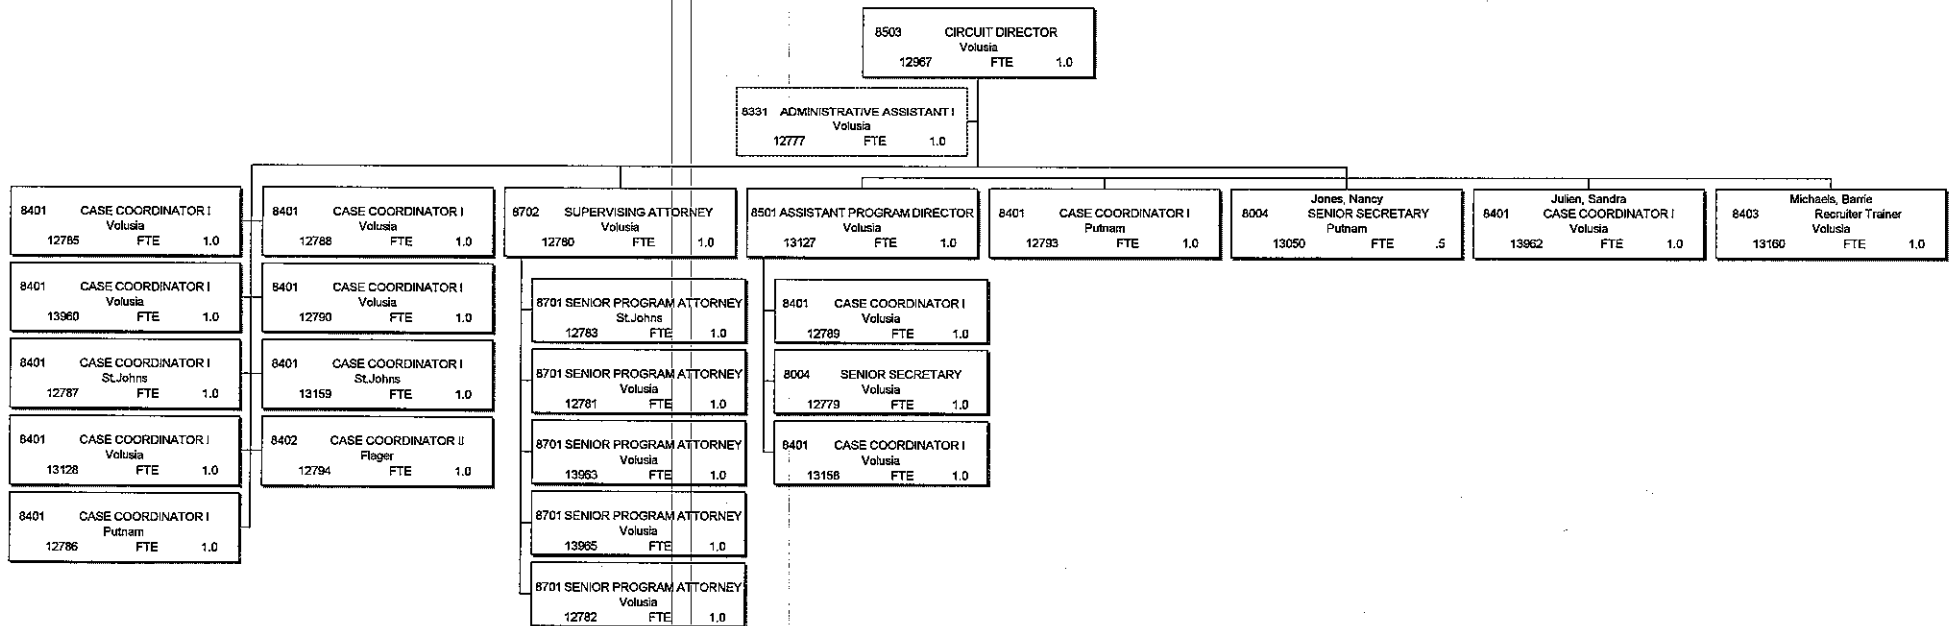 8503 CIRCUIT DIRECTOR
Volusia
12967 FTE 1.0
8331 ADMINISTRATIVE ASSISTANT I
Volusia
12777 FTE 1.0
8401 CASE COORDINATOR I
Volusia
12785 FTE 1.0
8401 CASE COORDINATOR I
Volusia
13960 FTE 1.0
8401 CASE COORDINATOR I
St.Johns
12787 FTE 1.0
8401 CASE COORDINATOR I
Volusia
13128 FTE 1.0
8401 CASE COORDINATOR I
Putnam
12786 FTE 1.0
8401 CASE COORDINATOR I
Volusia
12788 FTE 1.0
8401 CASE COORDINATOR I
Volusia
12790 FTE 1.0
8401 CASE COORDINATOR I
St.Johns
13159 FTE 1.0
8402 CASE COORDINATOR II
Flager
12794 FTE 1.0
8702 SUPERVISING ATTORNEY
Volusia
12780 FTE 1.0
8701 SENIOR PROGRAM ATTORNEY
St.Johns
12783 FTE 1.0
8701 SENIOR PROGRAM ATTORNEY
Volusia
12781 FTE 1.0
8701 SENIOR PROGRAM ATTORNEY
Volusia
13963 FTE 1.0
8701 SENIOR PROGRAM ATTORNEY
Volusia
13965 FTE 1.0
8701 SENIOR PROGRAM ATTORNEY
Volusia
12782 FTE 1.0
8501 ASSISTANT PROGRAM DIRECTOR
Volusia
13127 FTE 1.0
8401 CASE COORDINATOR I
Volusia
12789 FTE 1.0
8004 SENIOR SECRETARY
Volusia
12779 FTE 1.0
8401 CASE COORDINATOR I
Volusia
13158 FTE 1.0
8401 CASE COORDINATOR I
Putnam
12793 FTE 1.0
Jones, Nancy
8004 SENIOR SECRETARY
Putnam
13050 FTE .5
Julien, Sandra
8401 CASE COORDINATOR I
Volusia
13962 FTE 1.0
Michaels, Barrie
8403 Recruiter Trainer
Volusia
13160 FTE 1.0